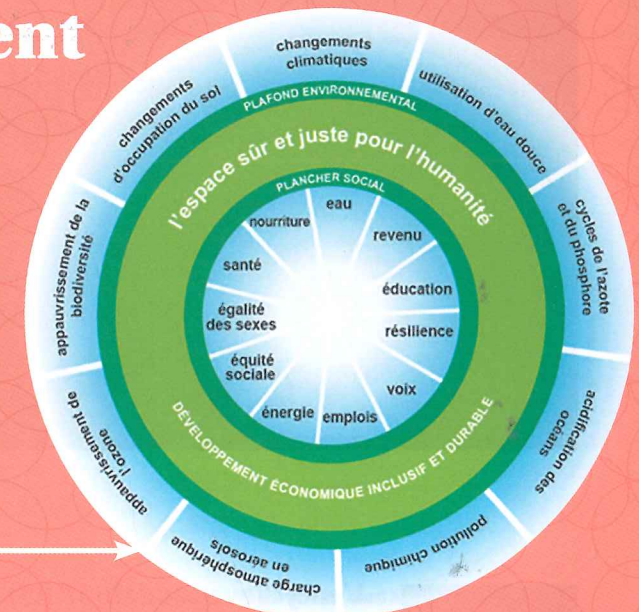 ent
changements
climatiques
utilisation d'eau douce
cycles de l'azote
et du phosphore
acidification des
océans
pollution chimique
charge atmosphérique
en aérosols
appauvrissement de
l'ozone
appauvrissement de la
biodiversité
changements
d'occupation du sol
PLAFOND ENVIRONNEMENTAL
l'espace sûr et juste pour l'humanité
PLANCHER SOCIAL
eau
revenu
éducation
résilience
voix
emplois
énergie
équité
sociale
égalité
des sexes
santé
nourriture
DÉVELOPPEMENT ÉCONOMIQUE INCLUSIF ET DURABLE